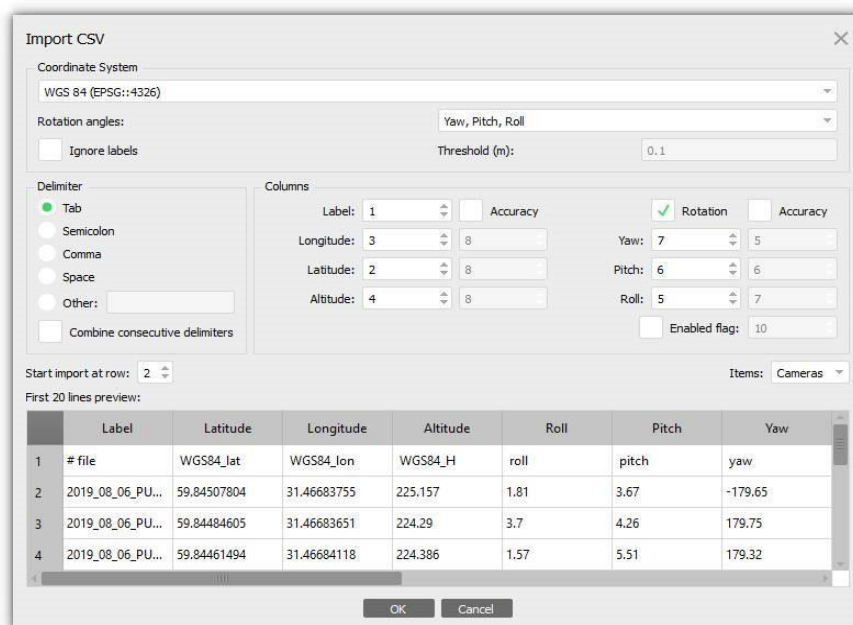 Import CSV
Coordinate System
WGS 84 (EPSG::4326)
Rotation angles: Yaw, Pitch, Roll
Ignore labels Threshold (m): 0.1
Delimiter Columns
Tab Label: 1 Accuracy Rotation Accuracy
Semicolon
Longitude: 3 8 Yaw: 7 5
Comma
Latitude: 2 8 Pitch: 6 6
Space
Altitude: 4 8 Roll: 5 7
Other:
Combine consecutive delimiters Enabled flag: 10
Start import at row: 2 Items: Cameras
First 20 lines preview:
Label Latitude Longitude Altitude Roll Pitch Yaw
1 # file WGS84_lat WGS84_lon WGS84_H roll pitch yaw
2 2019_08_06_PU... 59.84507804 31.46683755 225.157 1.81 3.67 -179.65
3 2019_08_06_PU... 59.84484605 31.46683651 224.29 3.7 4.26 179.75
4 2019_08_06_PU... 59.84461494 31.46684118 224.386 1.57 5.51 179.32
OK Cancel